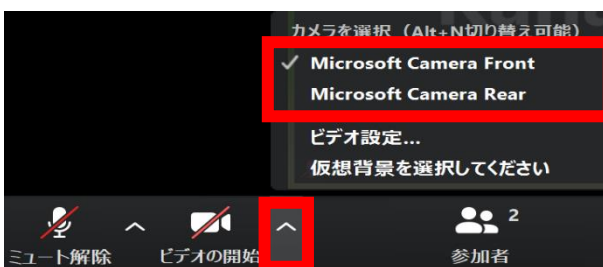 カメラを選択（Alt+N切り替え可能）
Microsoft Camera Front
Microsoft Camera Rear
ビデオ設定...
仮想背景を選択してください
2
ミュート解除
ビデオの開始
参加者